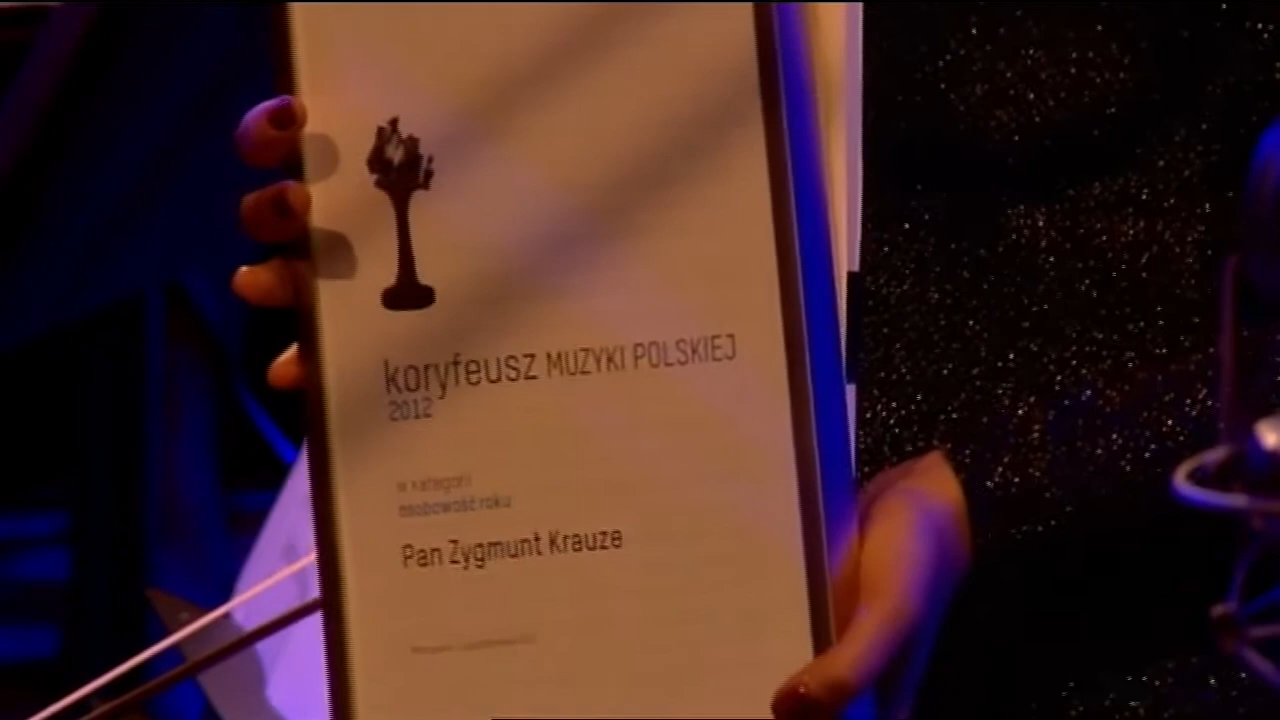 koryfeusz MUZYKI POLSKIEJ
2012
w kategorii
osobowość roku
Pan Zygmunt Krauze